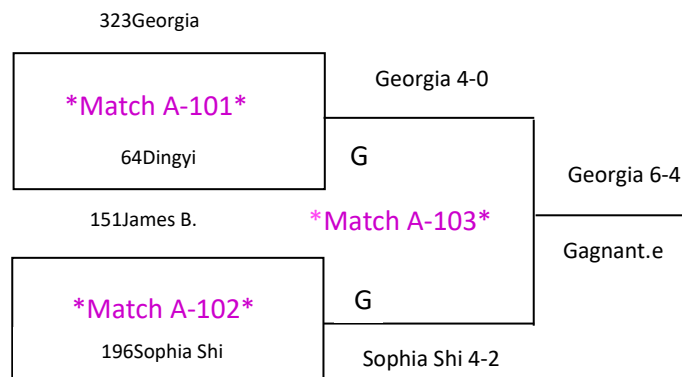 323Georgia
Georgia 4-0
*Match A-101*
64Dingyi
G
Georgia 6-4
151James B.
*Match A-103*
Gagnant.e
*Match A-102*
G
196Sophia Shi
Sophia Shi 4-2